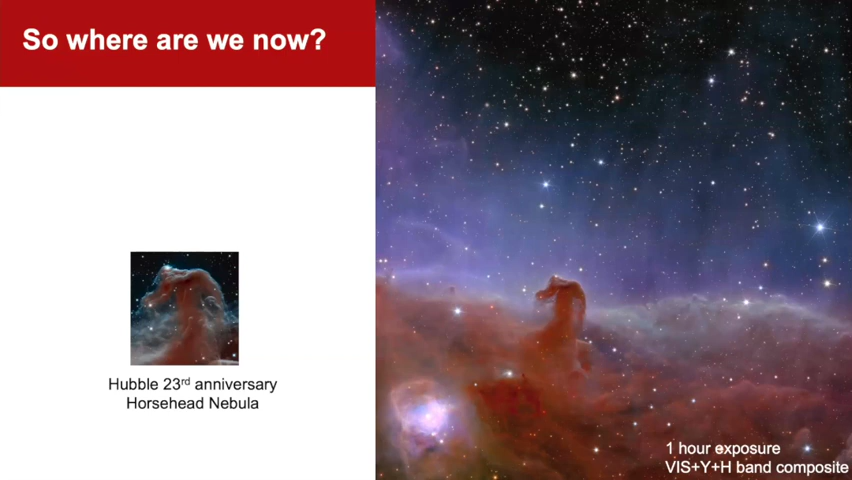 So where are we now?
Hubble 23rd anniversary
Horsehead Nebula
1 hour exposure
VIS+Y+H band composite